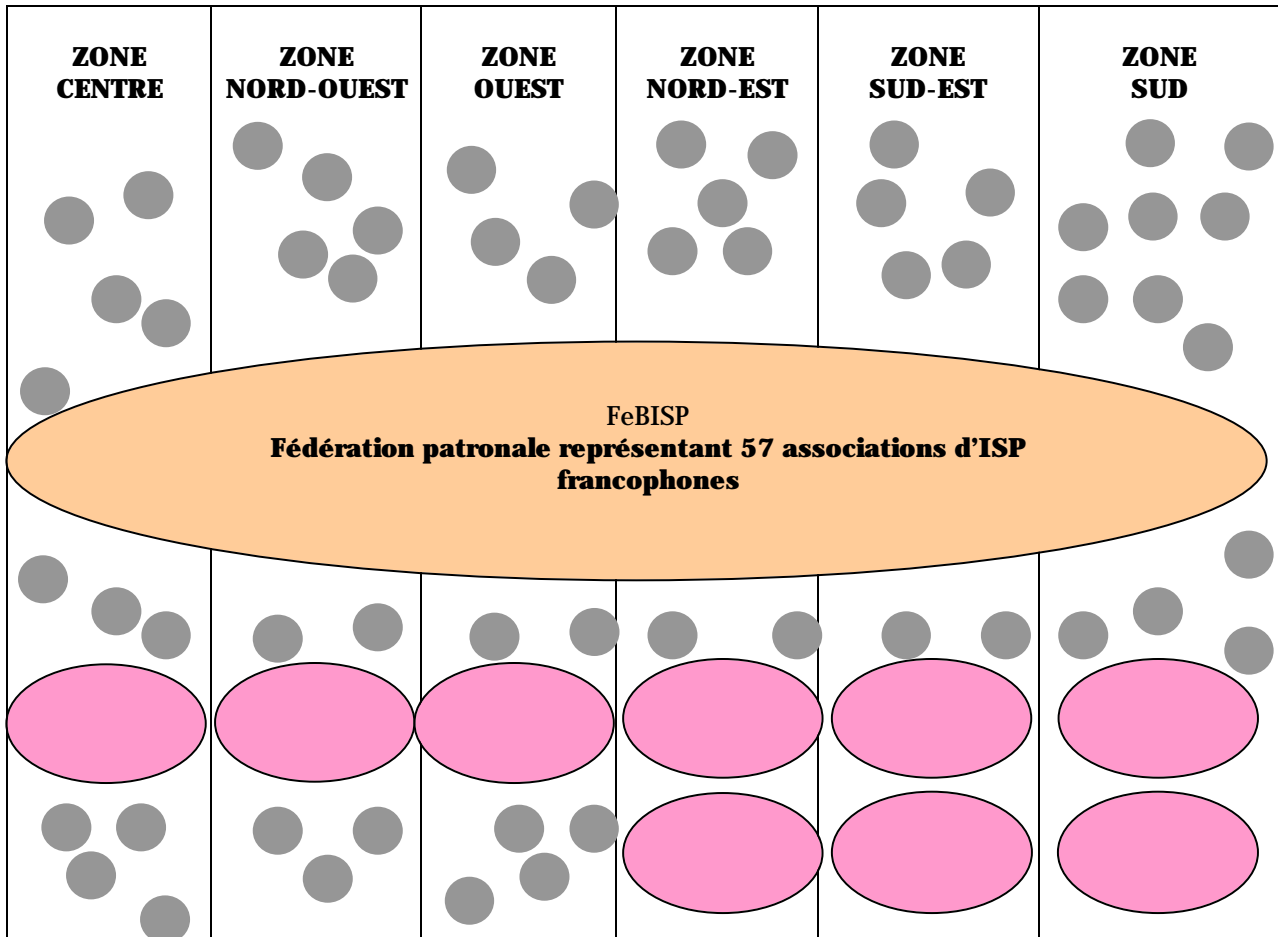 ZONE
CENTRE
ZONE
NORD-OUEST
ZONE
OUEST
ZONE
NORD-EST
ZONE
SUD-EST
ZONE
SUD
FeBISP
Fédération patronale représentant 57 associations d’ISP
francophones